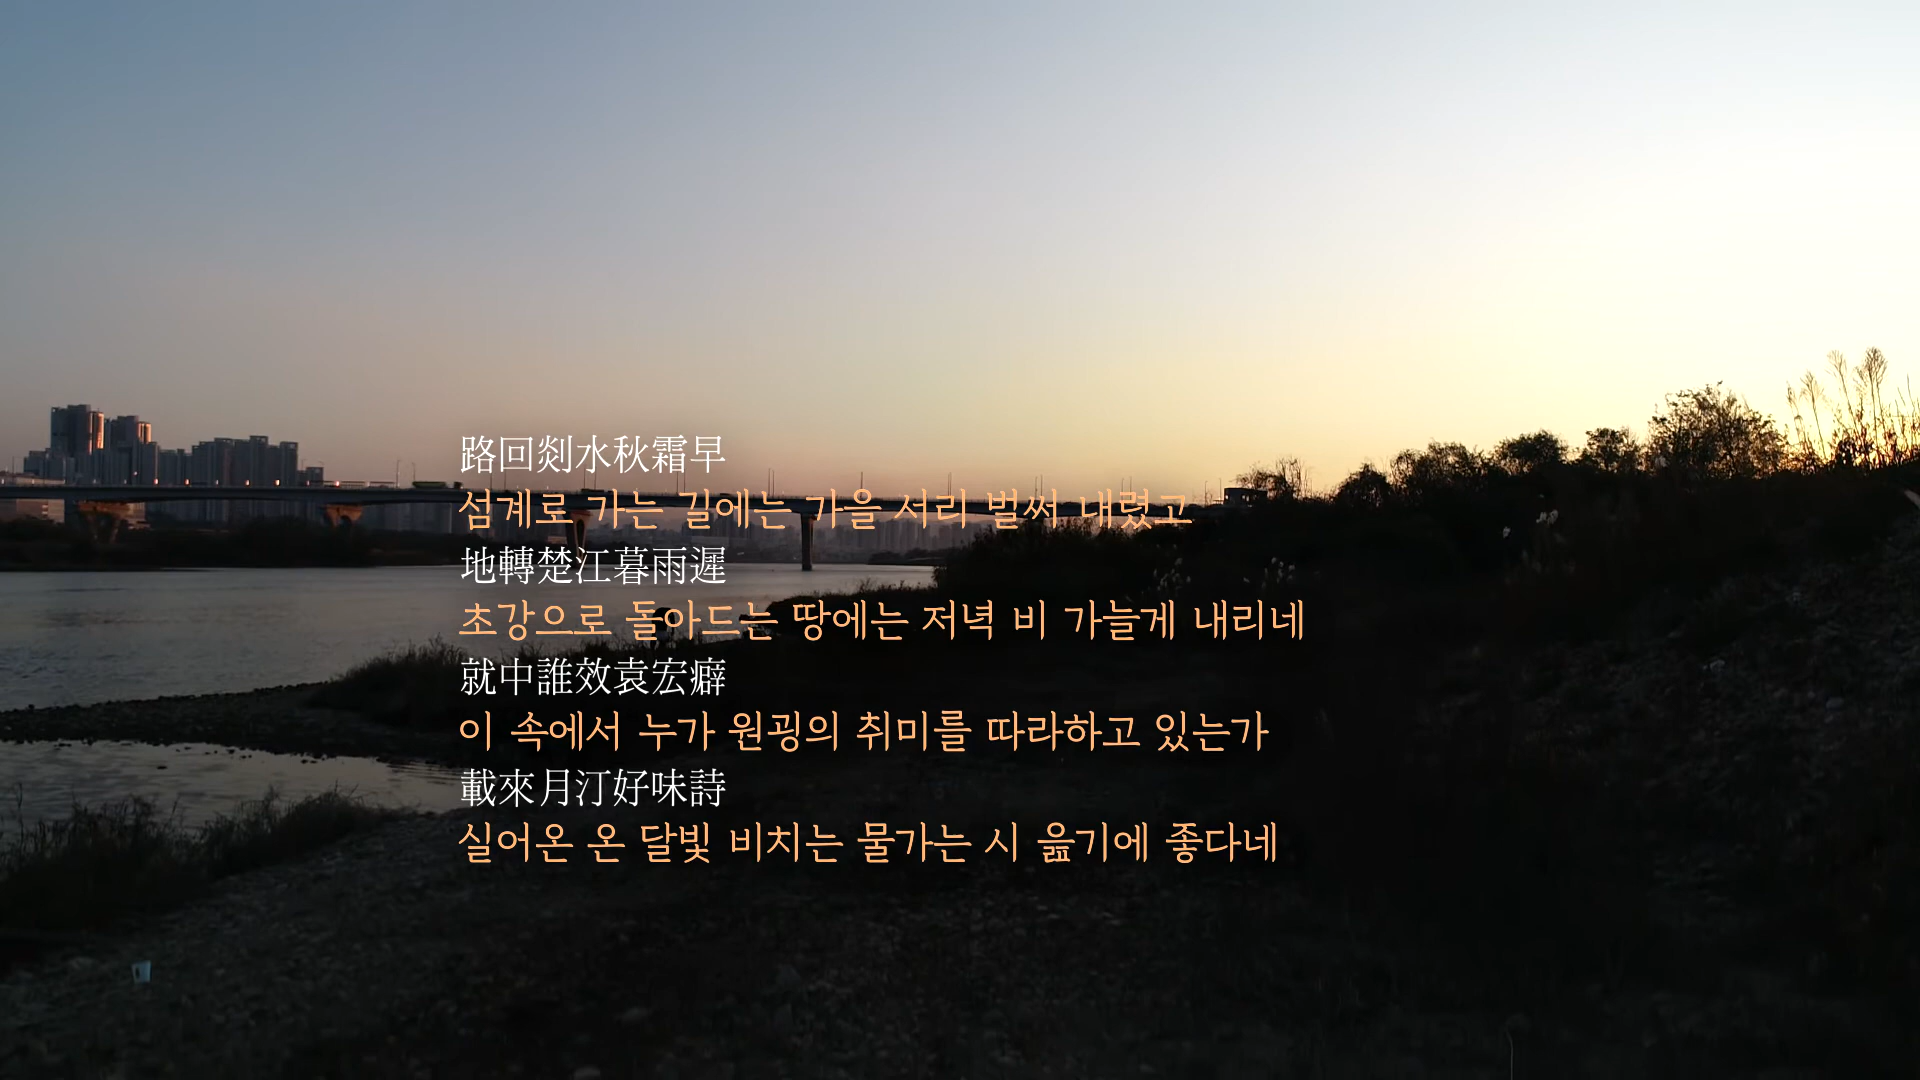 路回剡水秋霜早
섬계로 가는 길에는 가을 서리 벌써 내렸고
地轉楚江暮雨遲
초강으로 돌아드는 땅에는 저녁 비 가늘게 내리네
就中誰效袁宏癖
이 속에서 누가 원굉의 취미를 따라하고 있는가
載來月汀好味詩
실어온 온 달빛 비치는 물가는 시 읊기에 좋다네